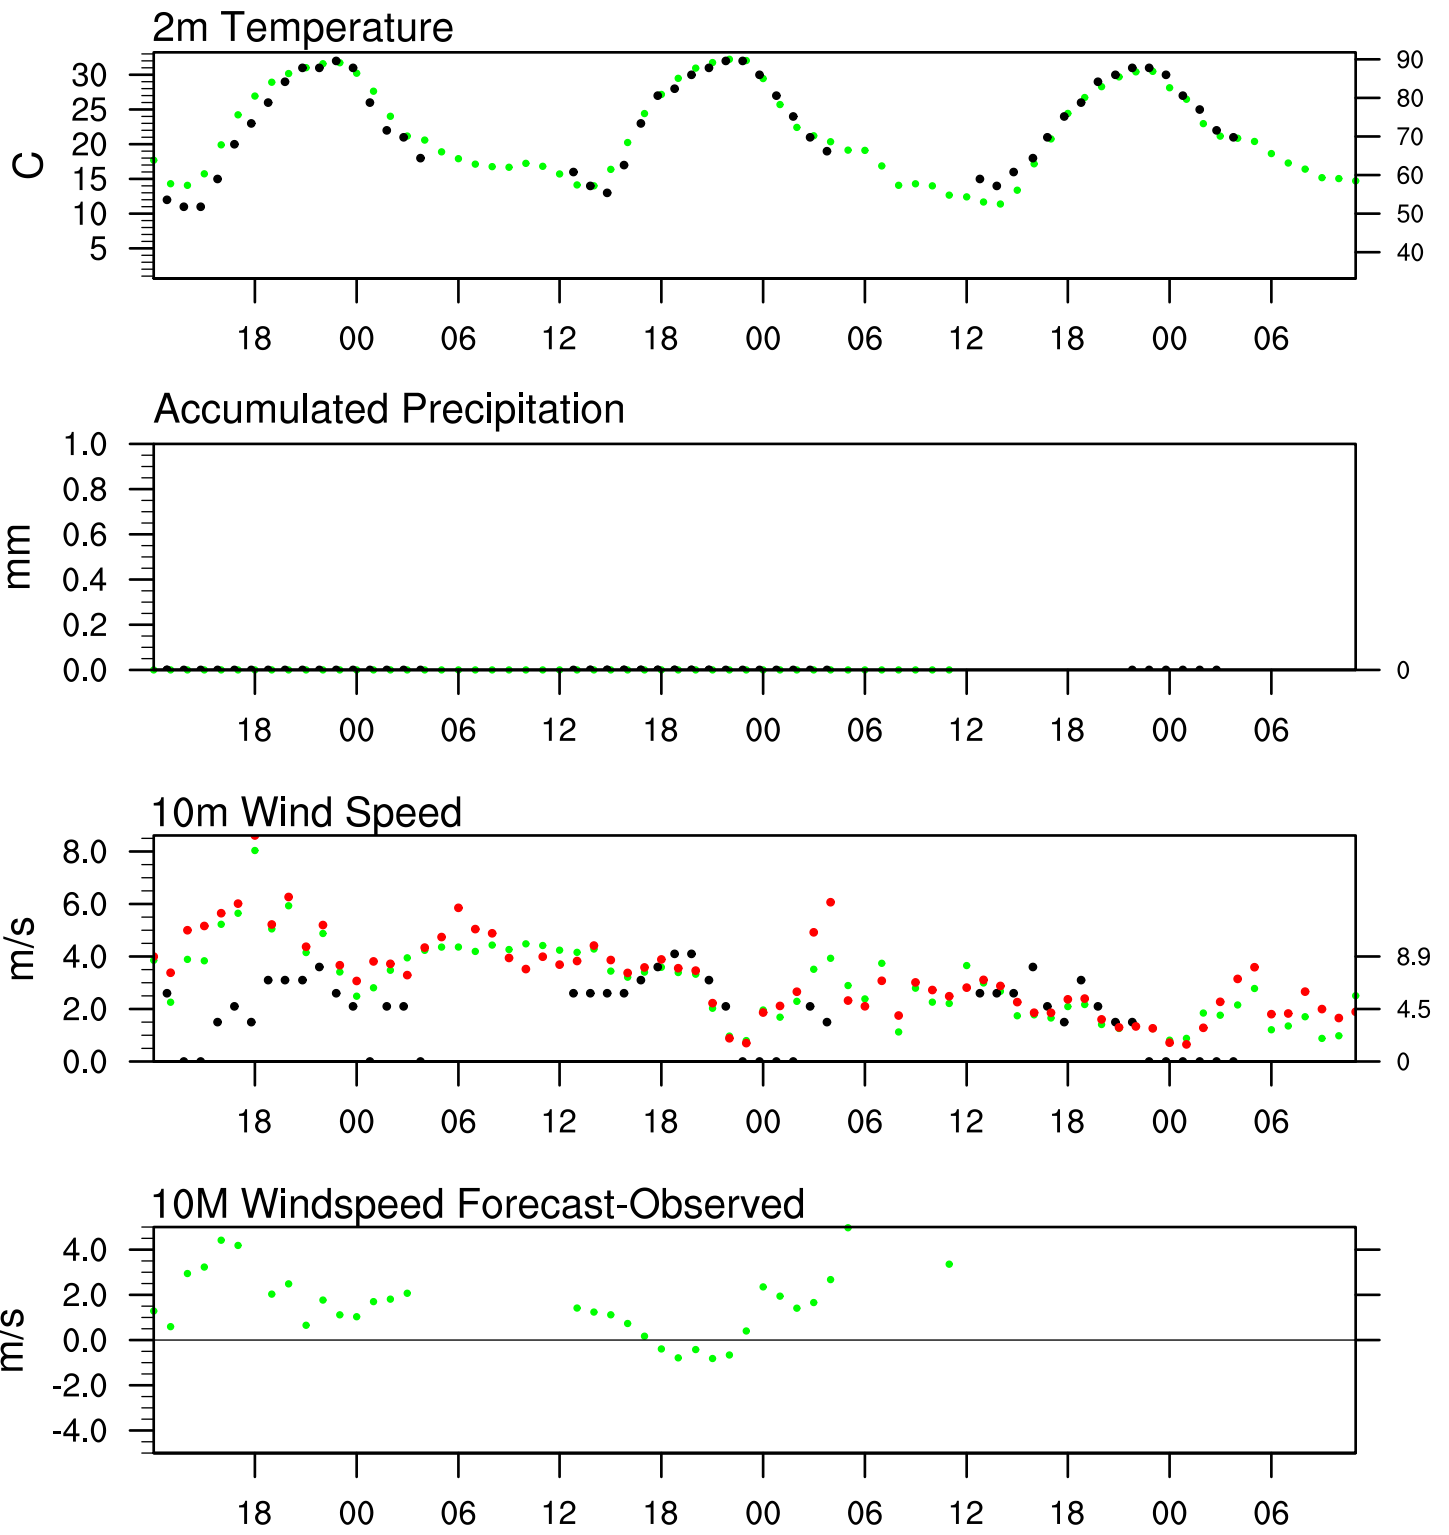 2m Temperature
30
25
20
15
10
5
C
90
80
70
60
50
40
18 00 06 12 18 00 06 12 18 00 06
Accumulated Precipitation
1.0
0.8
0.6
0.4
0.2
0.0
mm
0
18 00 06 12 18 00 06 12 18 00 06
10m Wind Speed
8.0
6.0
4.0
2.0
0.0
m/s
8.9
4.5
0
18 00 06 12 18 00 06 12 18 00 06
10M Windspeed Forecast-Observed
4.0
2.0
0.0
-2.0
-4.0
m/s
18 00 06 12 18 00 06 12 18 00 06